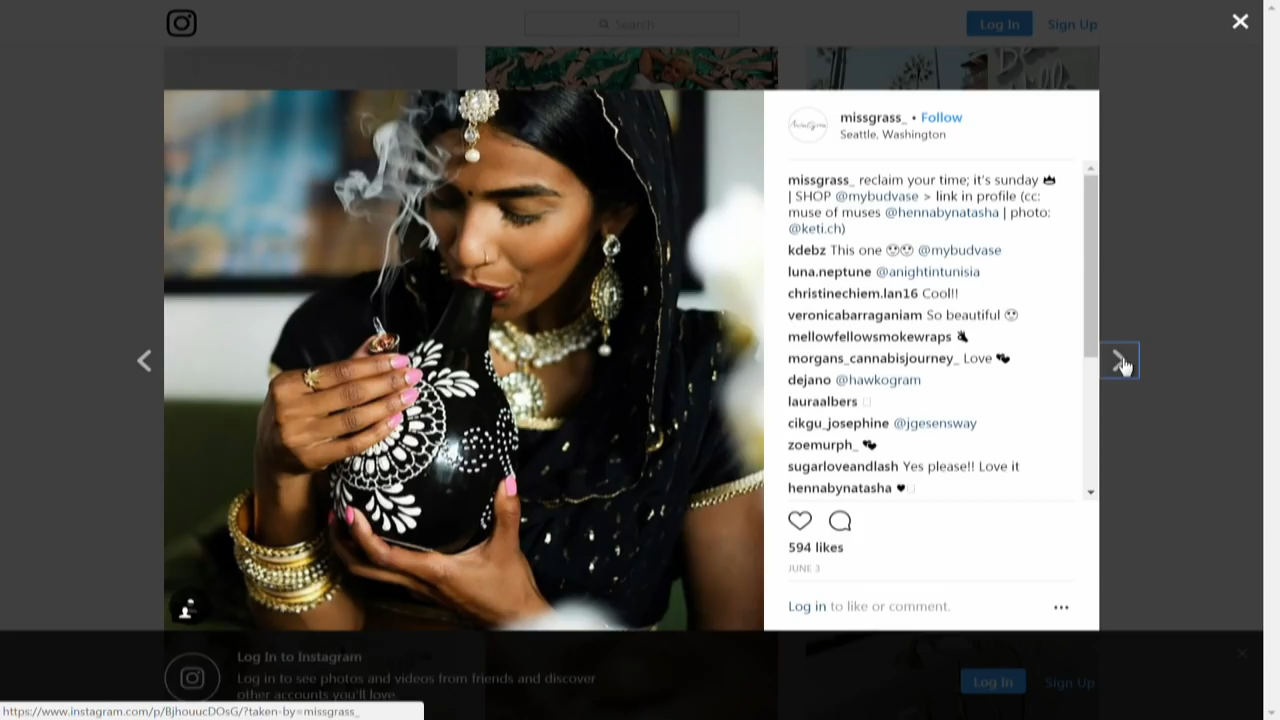 Search
Log In
Sign Up
missgrass_ • Follow
Seattle, Washington
missgrass_ reclaim your time; it's sunday
| SHOP @mybudvase > link in profile (cc:
muse of muses @hennabynatasha | photo:
@keti.ch)
kdebz This one @mybudvase
luna.neptune @anightintunisia
christinechiem.lan16 Cool!!
veronicabarraganiam So beautiful
mellowfellowsmokewraps
morgans_cannabisjourney_ Love
dejano @hawkogram
lauraalbers
cikgu_josephine @jgesensway
zoemurph_
sugarloveandlash Yes please!! Love it
hennabynatasha
594 likes
JUNE 3
Log in to like or comment.
Log In to Instagram
Log in to see photos and videos from friends and discover
other accounts you'll love.
Log In
Sign Up
https://www.instagram.com/p/BjhouucDOsG/?taken-by=missgrass_